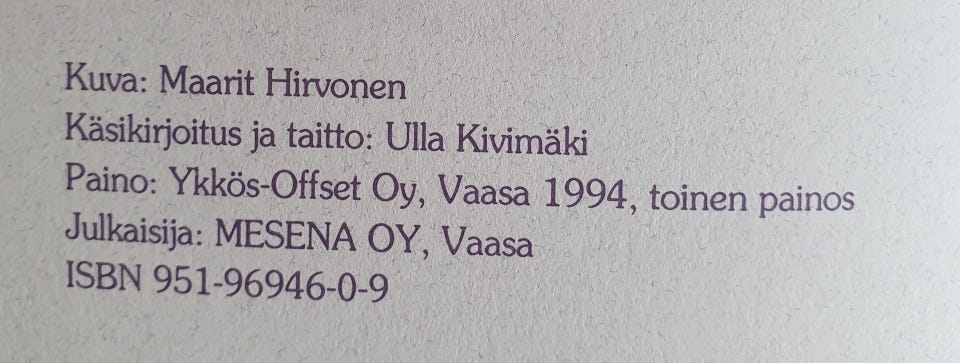 Kuva: Maarit Hirvonen
Käsikirjoitus ja taitto: Ulla Kivimäki
Paino: Ykkös-Offset Oy, Vaasa 1994, toinen painos
Julkaisija: MESENA OY, Vaasa
ISBN 951-96946-0-9